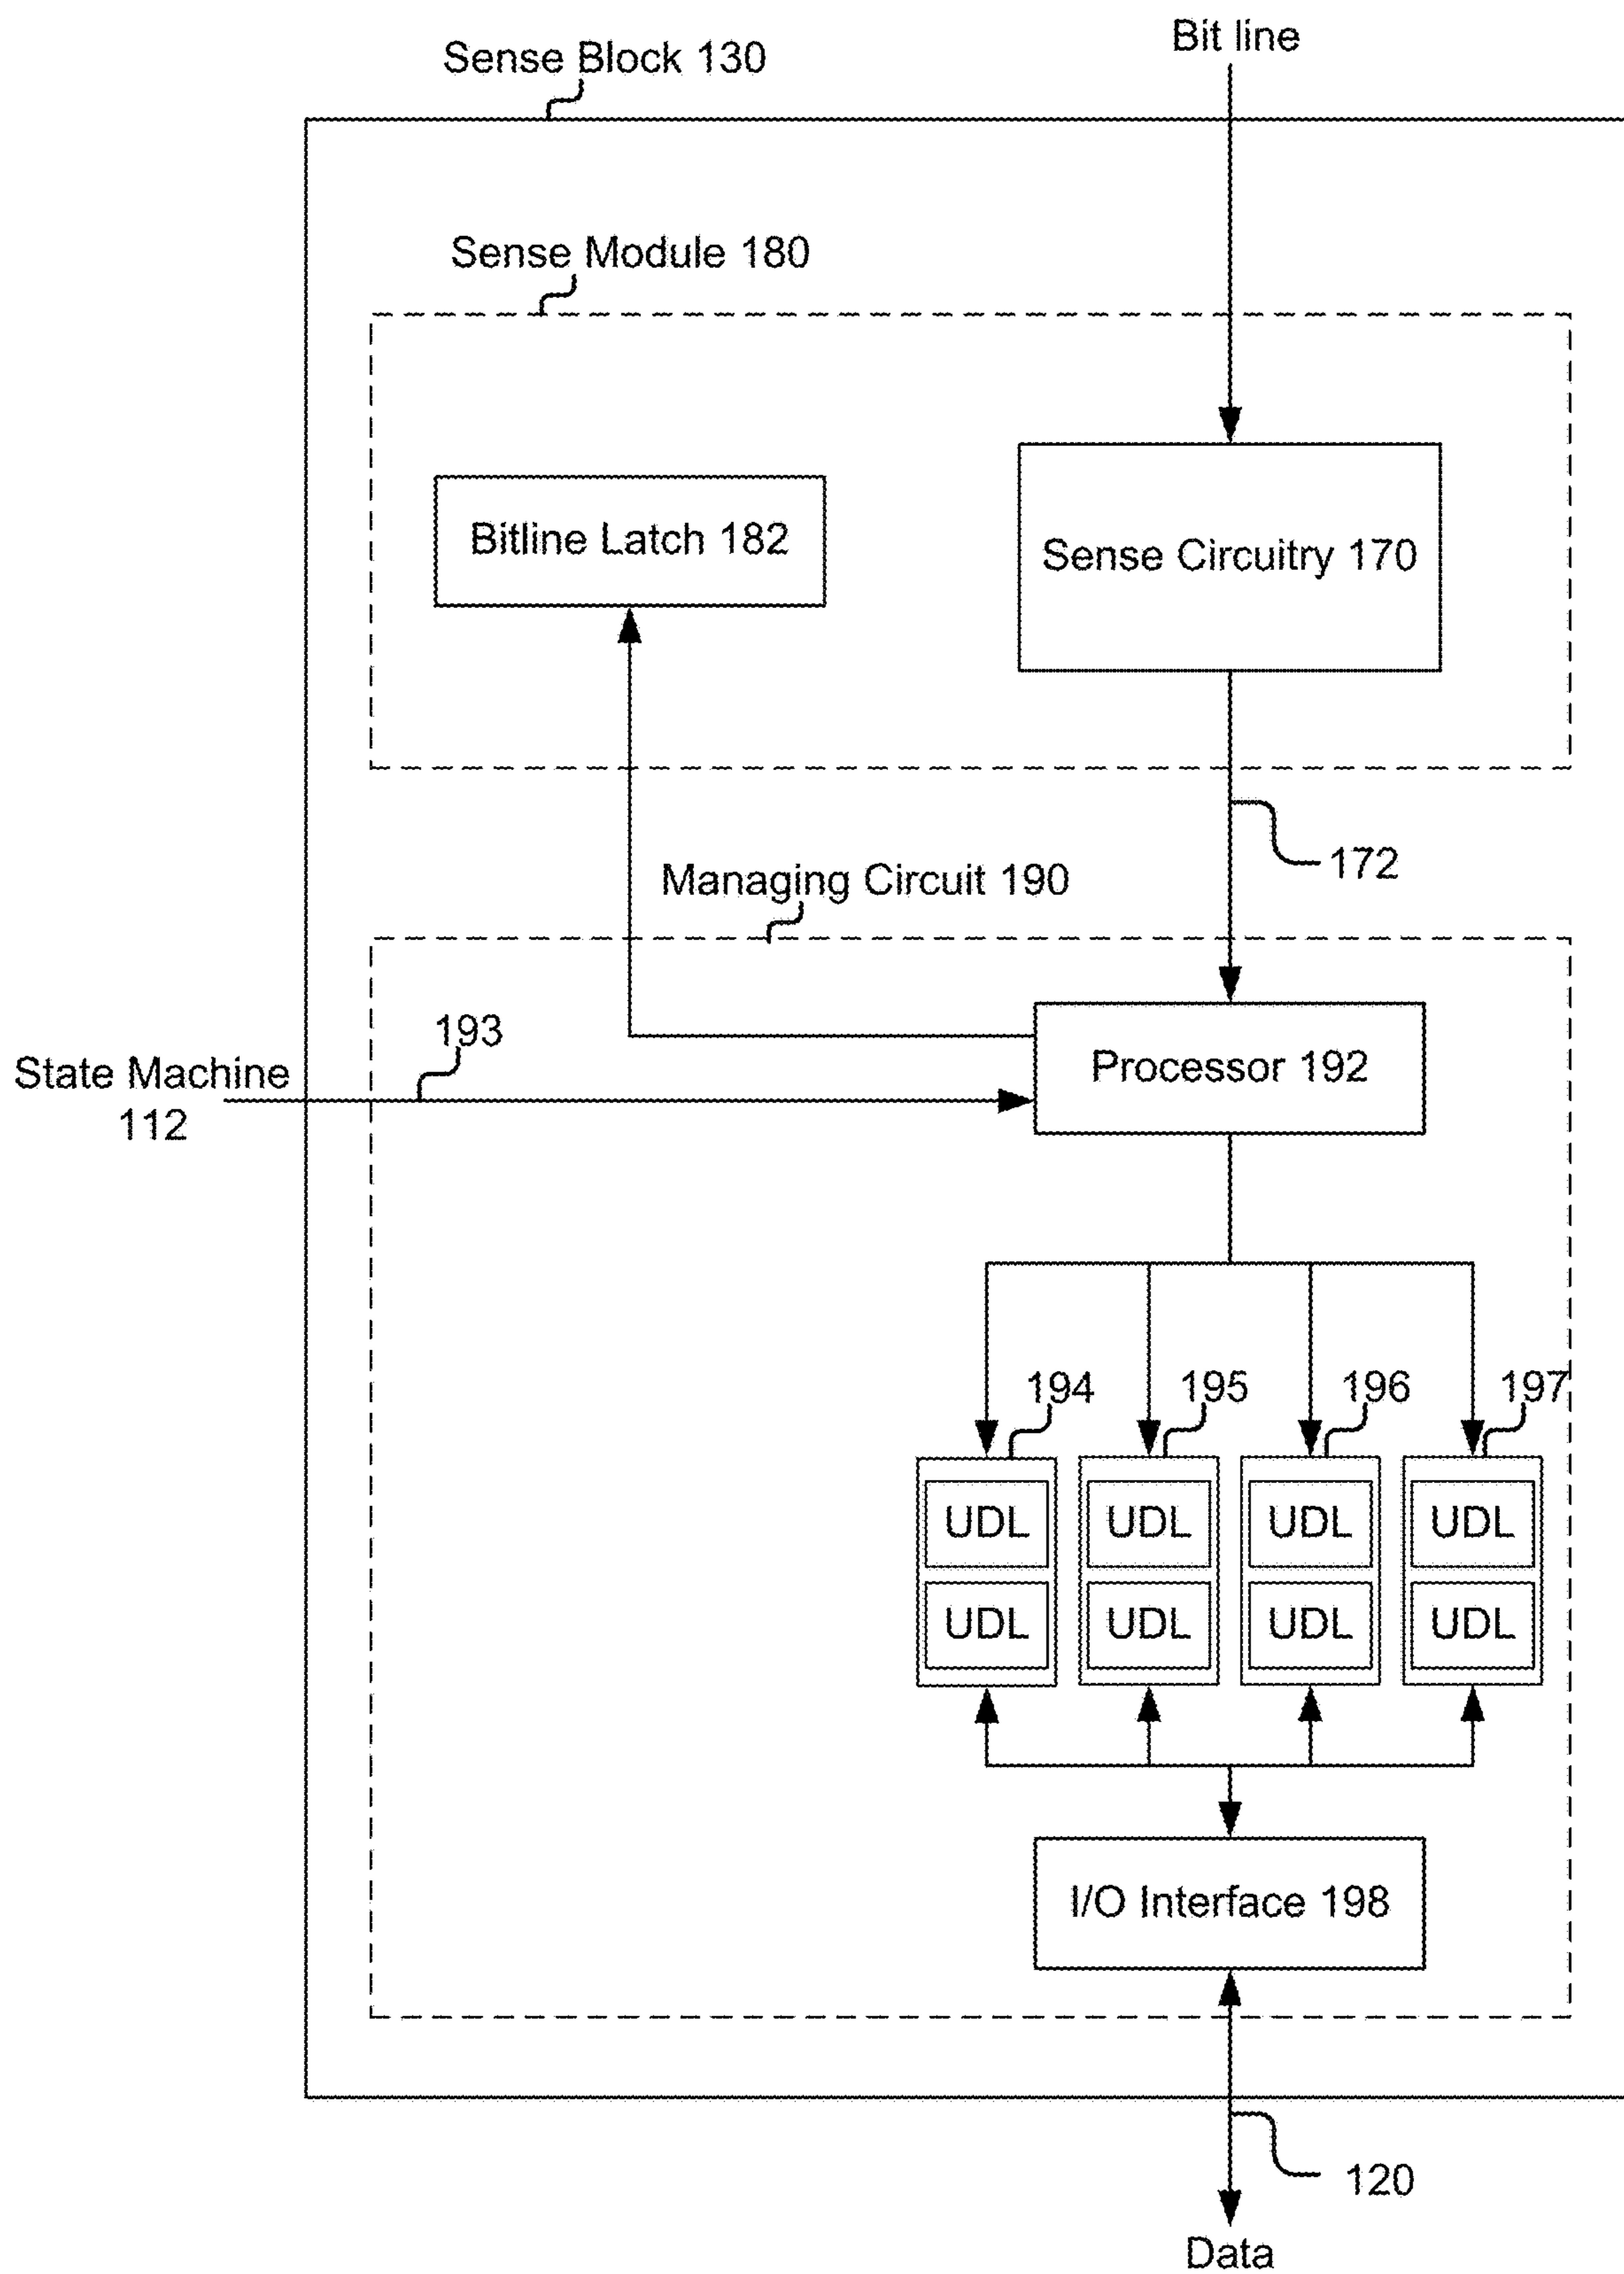 Bit line
Sense Block 130
Sense Module 180
Bitline Latch 182
Sense Circuitry 170
172
Managing Circuit 190
193
State Machine
112
Processor 192
194
195
196
197
UDL
UDL
UDL
UDL
UDL
UDL
UDL
UDL
I/O Interface 198
120
Data